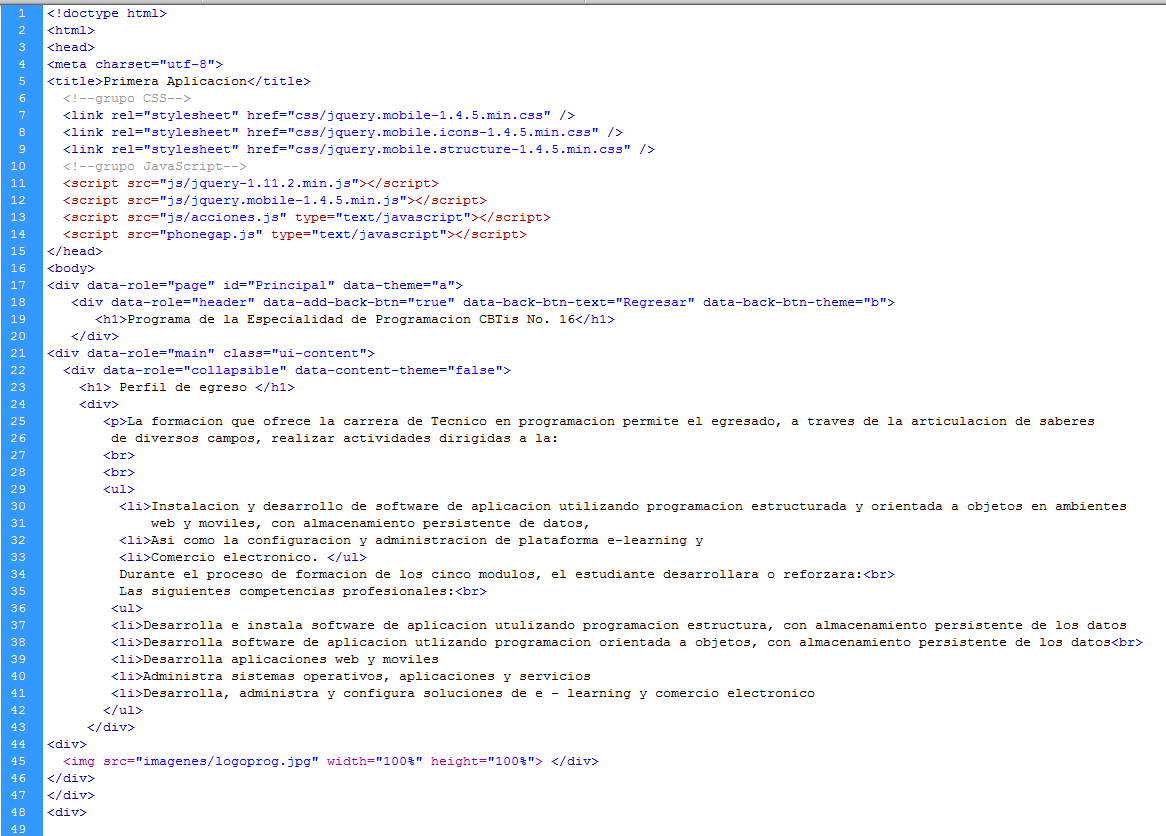 1 <!doctype html>
2 <html>
3 <head>
4 <meta charset="utf-8">
5 <title>Primera Aplicacion</title>
6 <!--grupo CSS-->
7 <link rel="stylesheet" href="css/jquery.mobile-1.4.5.min.css" />
8 <link rel="stylesheet" href="css/jquery.mobile.icons-1.4.5.min.css" />
9 <link rel="stylesheet" href="css/jquery.mobile.structure-1.4.5.min.css" />
10 <!--grupo JavaScript-->
11 <script src="js/jquery-1.11.2.min.js"></script>
12 <script src="js/jquery.mobile-1.4.5.min.js"></script>
13 <script src="js/acciones.js" type="text/javascript"></script>
14 <script src="phonegap.js" type="text/javascript"></script>
15 </head>
16 <body>
17 <div data-role="page" id="Principal" data-theme="a">
18 <div data-role="header" data-add-back-btn="true" data-back-btn-text="Regresar" data-back-btn-theme="b">
19 <h1>Programa de la Especialidad de Programacion CBTis No. 16</h1>
20 </div>
21 <div data-role="main" class="ui-content">
22 <div data-role="collapsible" data-content-theme="false">
23 <h1> Perfil de egreso </h1>
24 <div>
25 <p>La formacion que ofrece la carrera de Tecnico en programacion permite el egresado, a traves de la articulacion de saberes
26 de diversos campos, realizar actividades dirigidas a la:
27 <br>
28 <br>
29 <ul>
30 <li>Instalacion y desarrollo de software de aplicacion utilizando programacion estructurada y orientada a objetos en ambientes
31 web y moviles, con almacenamiento persistente de datos,
32 <li>Asi como la configuracion y administracion de plataforma e-learning y
33 <li>Comercio electronico. </ul>
34 Durante el proceso de formacion de los cinco modulos, el estudiante desarrollara o reforzara:<br>
35 Las siguientes competencias profesionales:<br>
36 <ul>
37 <li>Desarrolla e instala software de aplicacion utulizando programacion estructura, con almacenamiento persistente de los datos
38 <li>Desarrolla software de aplicacion utlizando programacion orientada a objetos, con almacenamiento persistente de los datos<br>
39 <li>Desarrolla aplicaciones web y moviles
40 <li>Administra sistemas operativos, aplicaciones y servicios
41 <li>Desarrolla, administra y configura soluciones de e - learning y comercio electronico
42 </ul>
43 </div>
44 <div>
45 <img src="imagenes/logoprog.jpg" width="100%" height="100%"> </div>
46 </div>
47 </div>
48 <div>
49